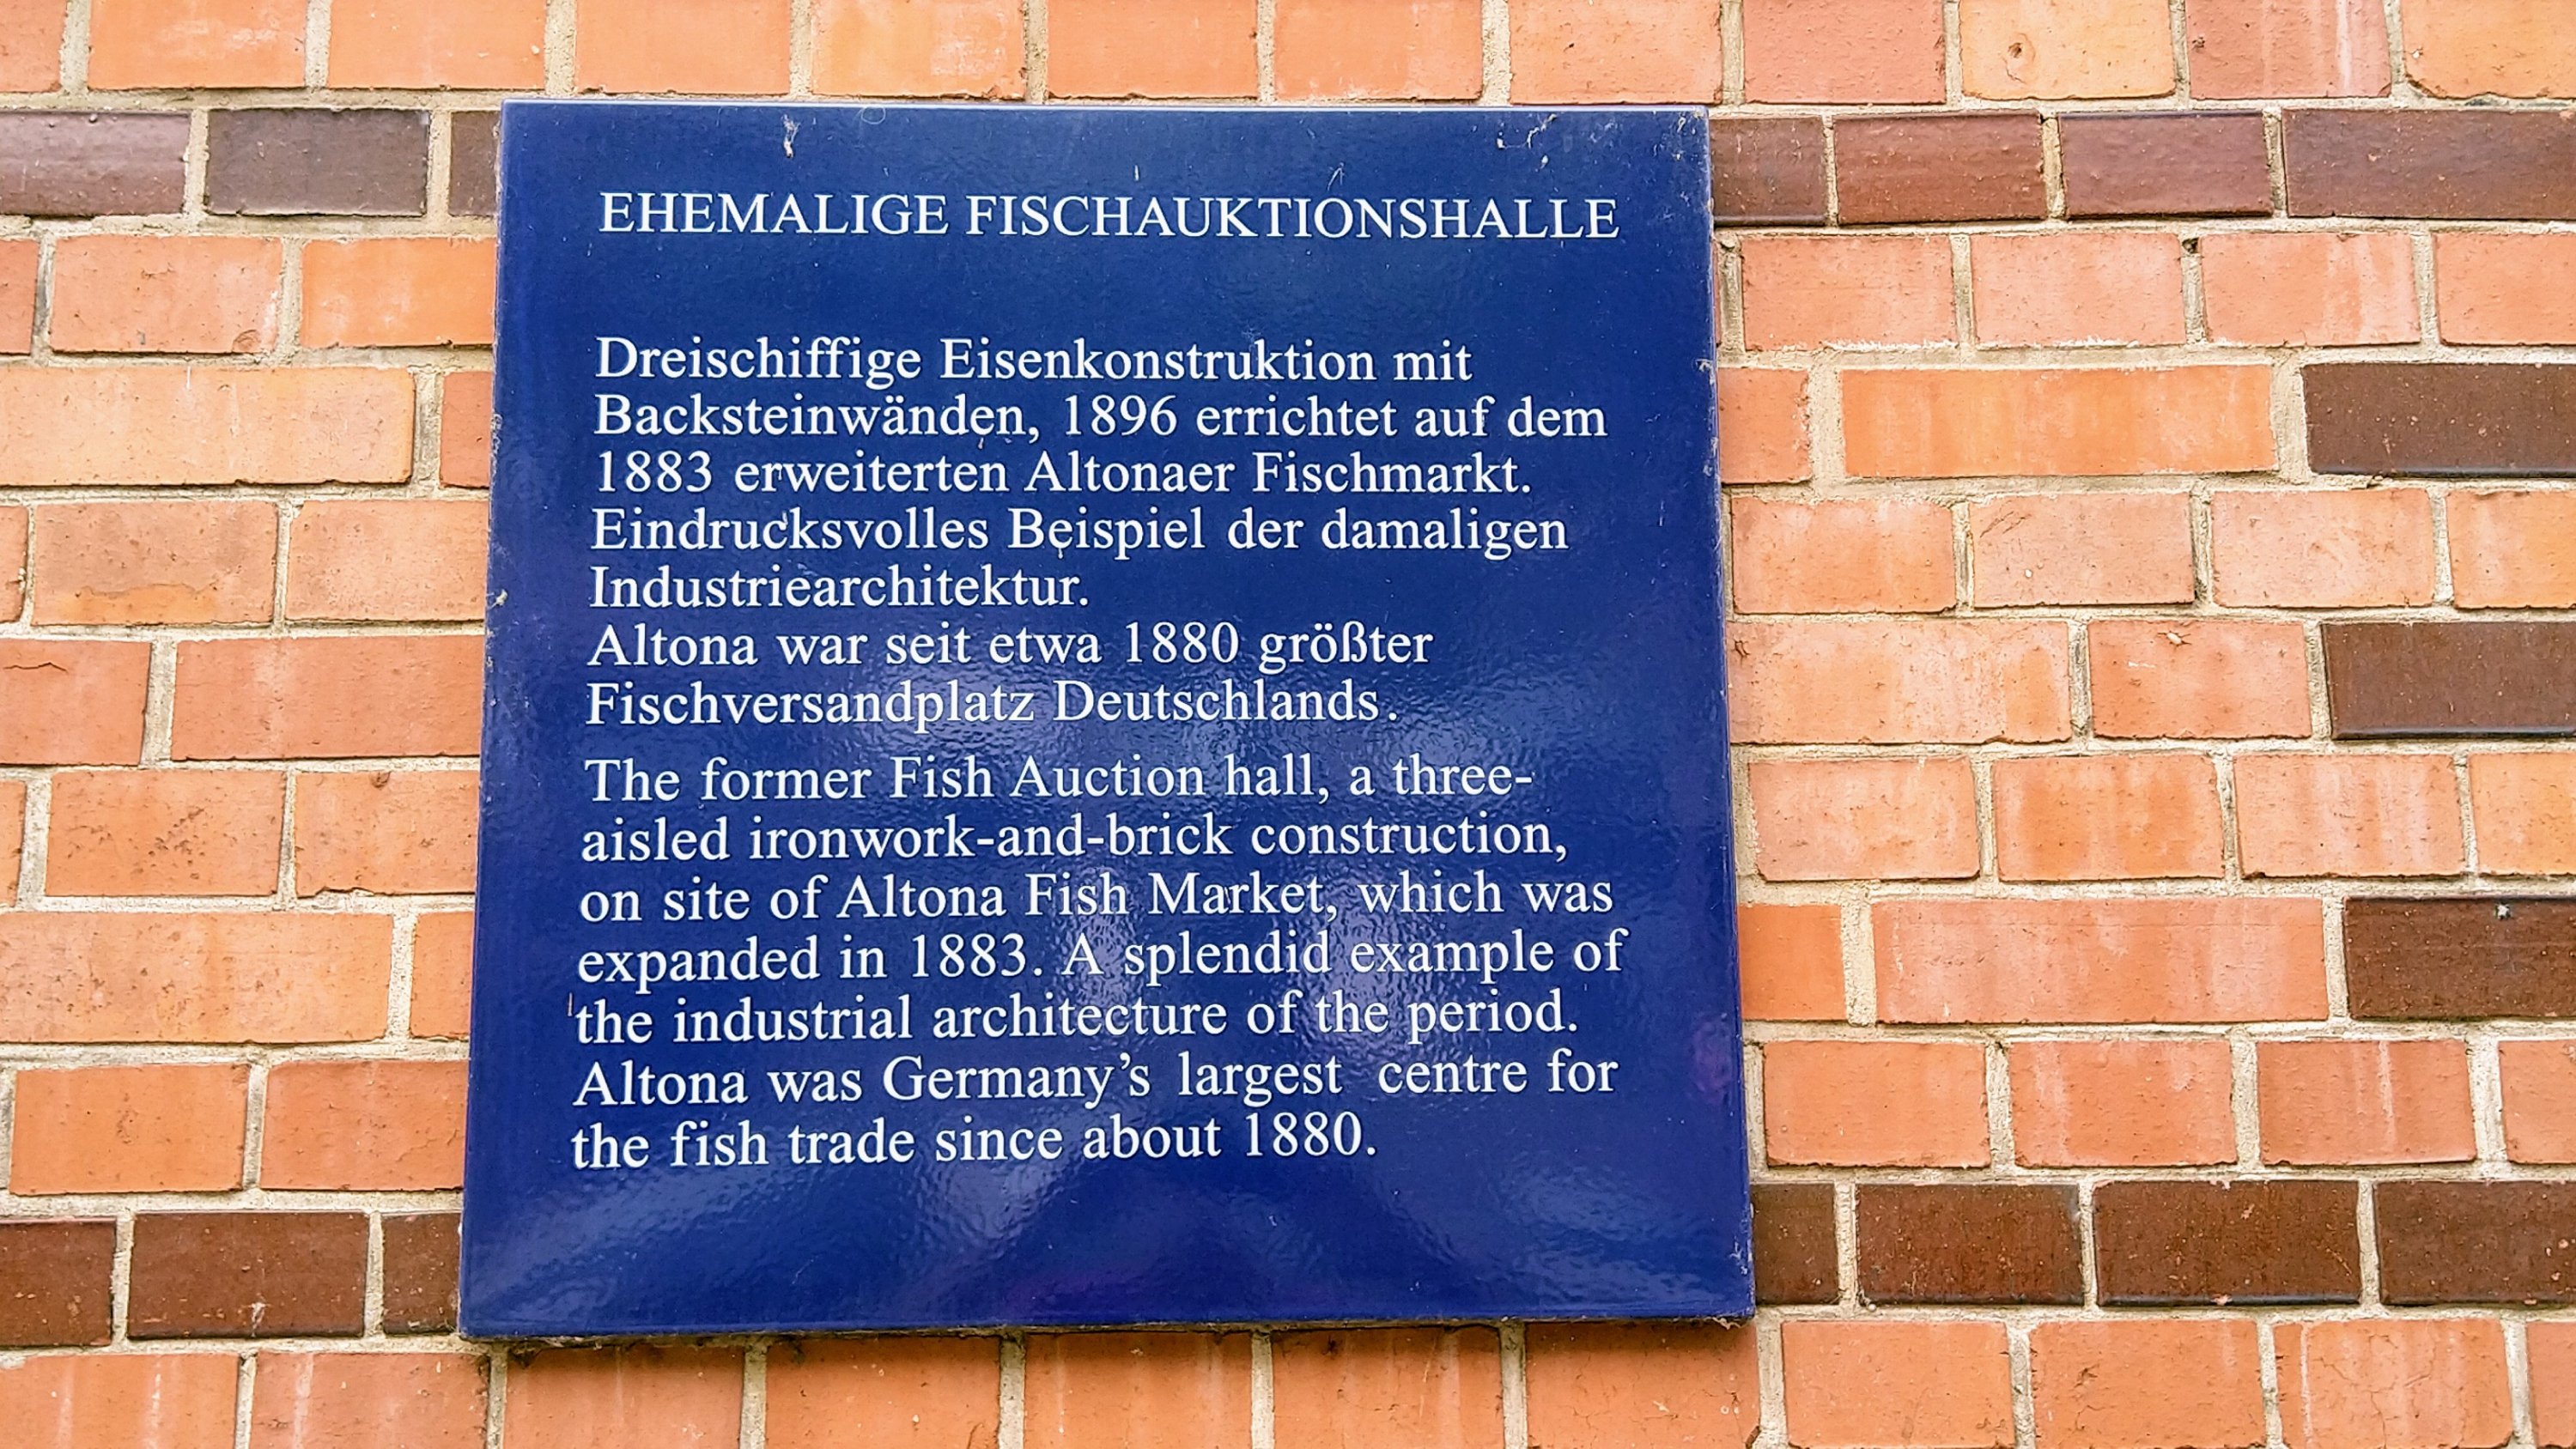 EHEMALIGE FISCHAUKTIONSHALLE
Dreischiffige Eisenkonstruktion mit
Backsteinwänden, 1896 errichtet auf dem
1883 erweiterten Altonaer Fischmarkt.
Eindrucksvolles Beispiel der damaligen
Industriearchitektur.
Altona war seit etwa 1880 größter
Fischversandplatz Deutschlands.
The former Fish Auction hall, a three-
aisled ironwork-and-brick construction,
on site of Altona Fish Market, which was
expanded in 1883. A splendid example of
the industrial architecture of the period.
Altona was Germany’s largest centre for
the fish trade since about 1880.